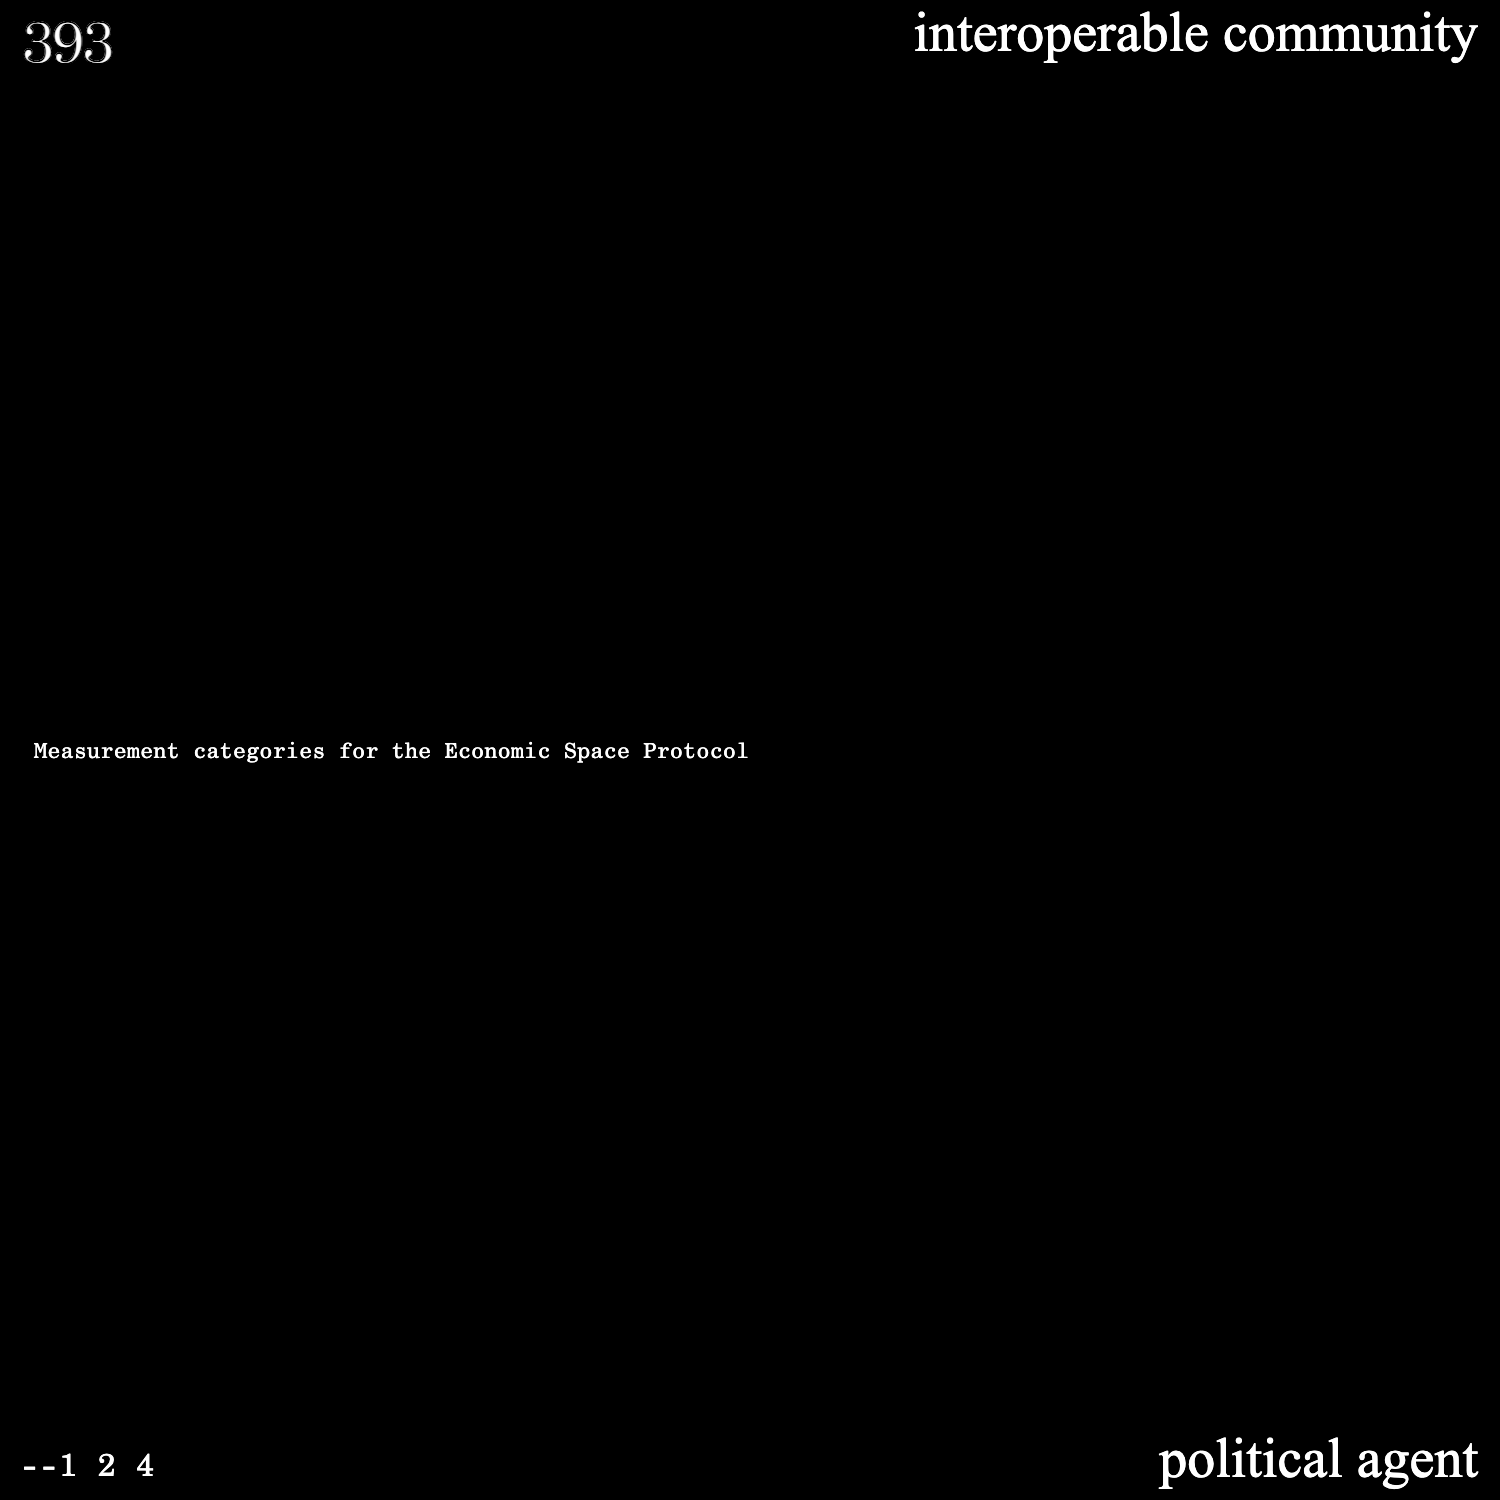 393
interoperable community
Measurement categories for the Economic Space Protocol
--1 2 4
political agent